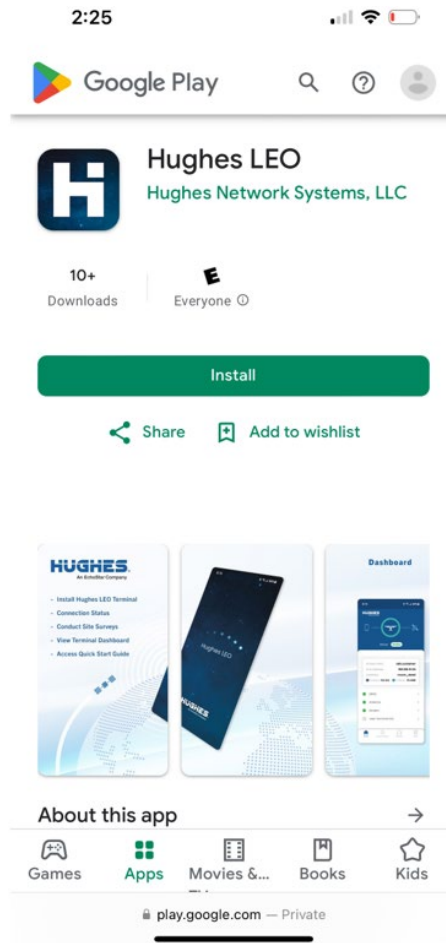 2:25
Google Play
Hughes LEO
Hughes Network Systems, LLC
10+
Downloads
E
Everyone
Install
Share
Add to wishlist
HUGHES
An EchoStar Company
- Install Hughes LEO Terminal
- Connection Status
- Conduct Site Surveys
- View Terminal Dashboard
- Access Quick Start Guide
Hughes LEO
HUGHES
Dashboard
About this app
Games
Apps
Movies &...
Books
Kids
play.google.com — Private